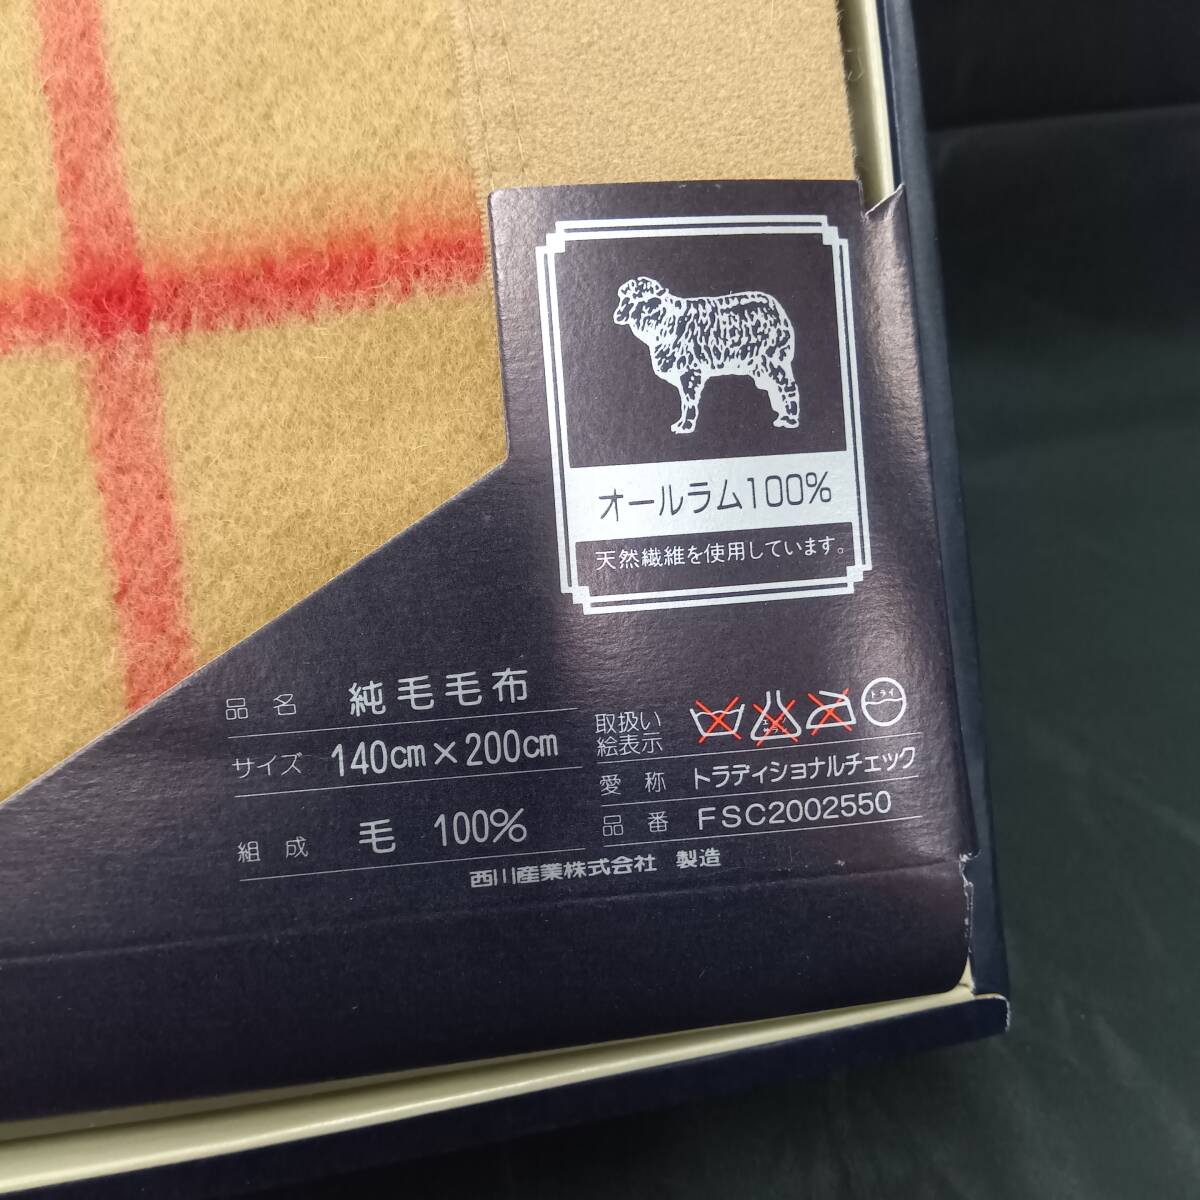 オールラム100%
天然繊維を使用しています。
品名 純毛毛布
サイズ 140cm×200cm
組成 毛 100%
取扱い
絵表示
ドライ
愛称 トラディショナルチェック
品番 FSC2002550
西川産業株式会社 製造